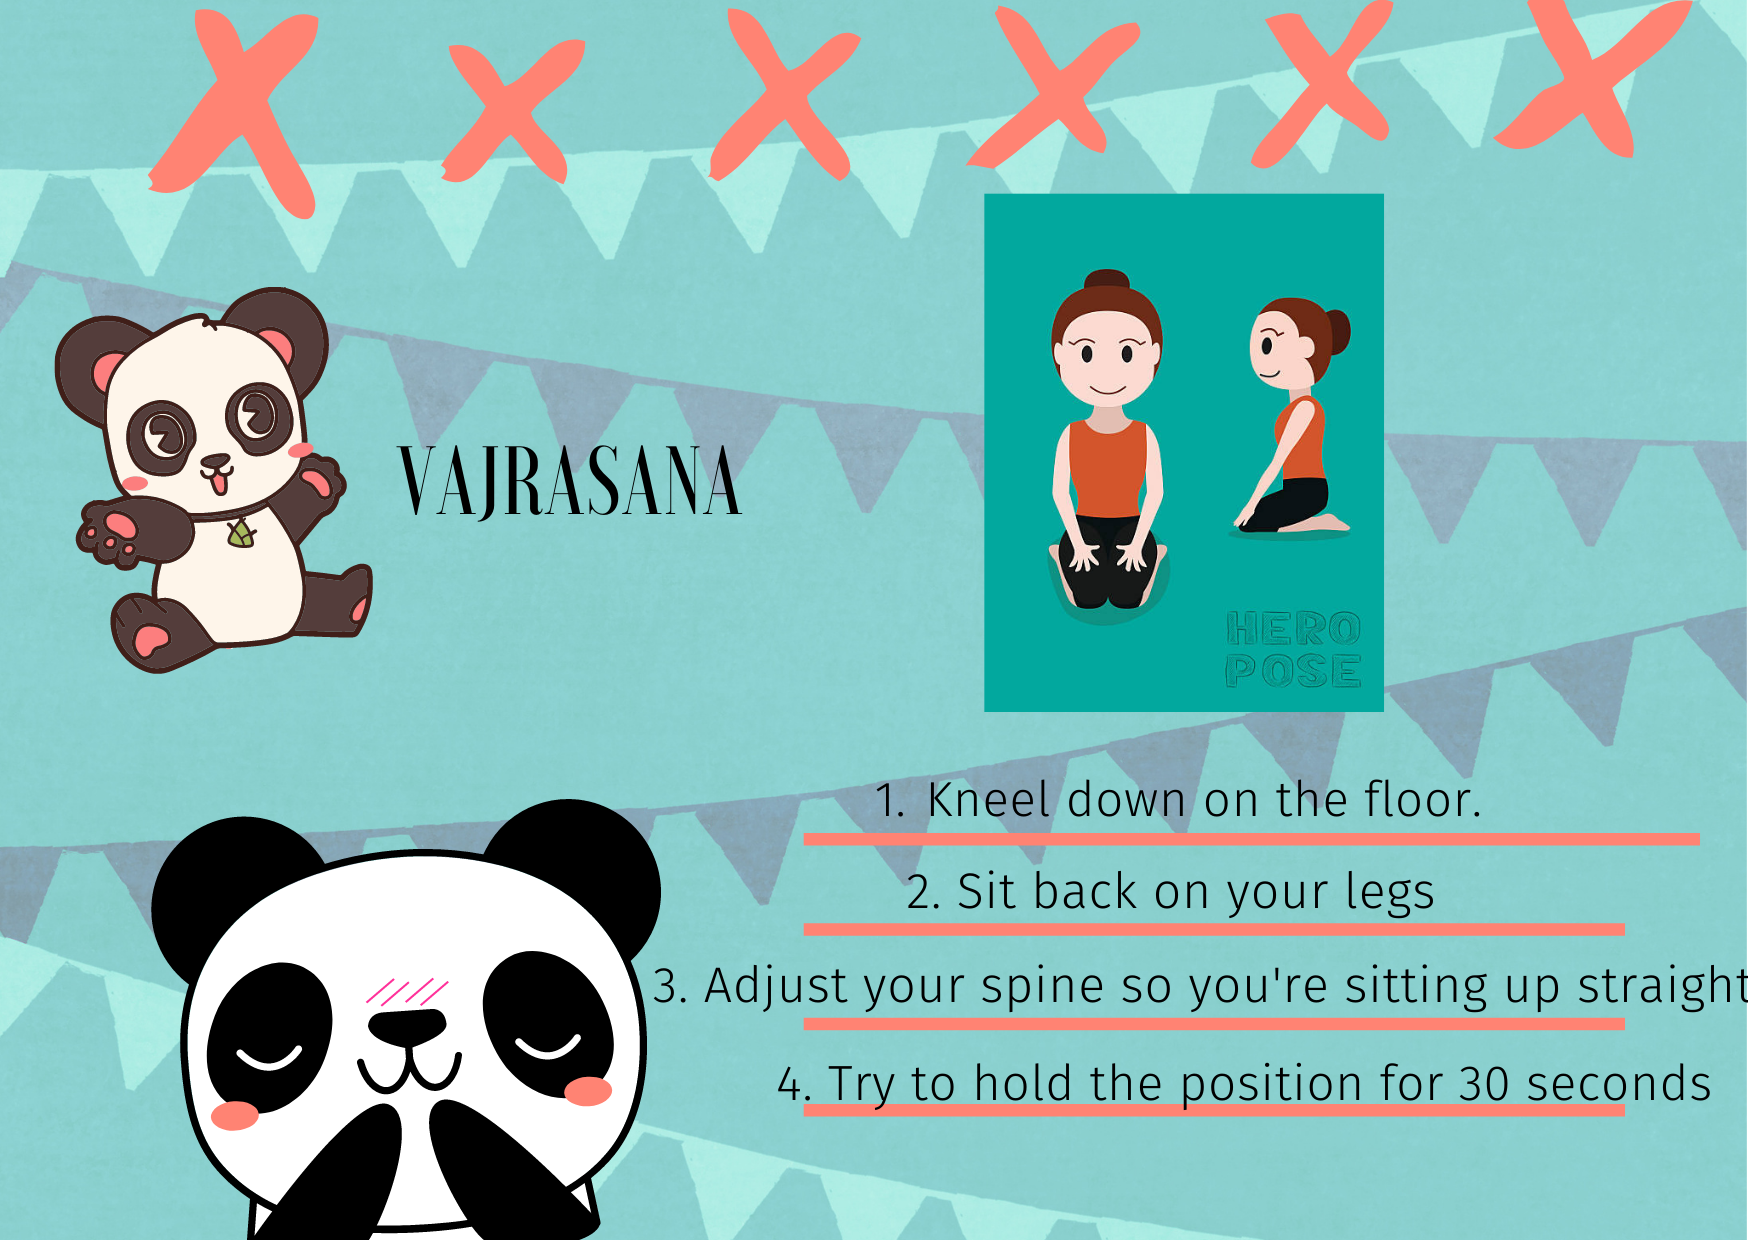 VAJRASANA
HERO
POSE
1. Kneel down on the floor.
2. Sit back on your legs
3. Adjust your spine so you're sitting up straight
4. Try to hold the position for 30 seconds